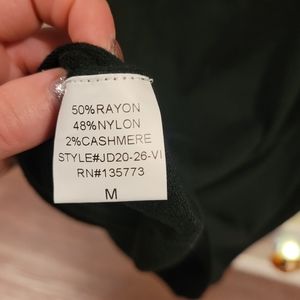 50%RAYON
48%NYLON
2%CASHMERE
STYLE#JD20-26-VI
RN#135773
M